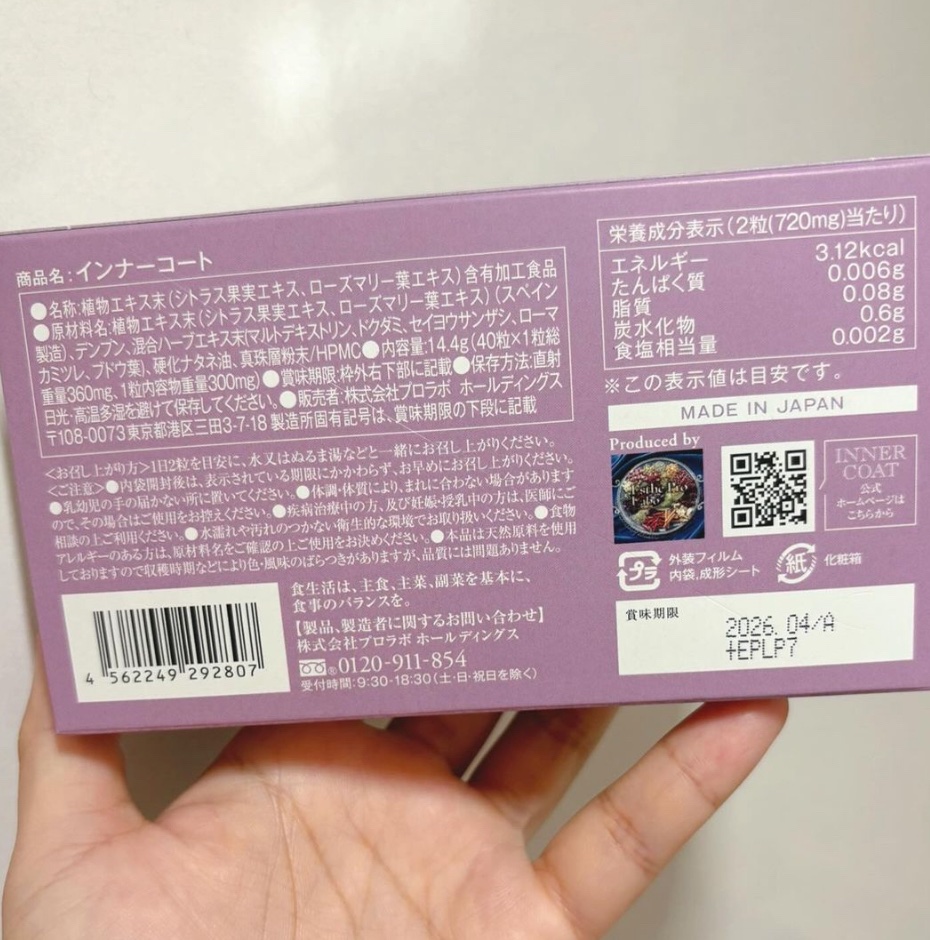 商品名:インナーコート
●名称:植物エキス末(シトラス果実エキス、ローズマリー葉エキス)含有加工食品
●原材料名:植物エキス末(シトラス果実エキス、ローズマリー葉エキス)(スペイン
製造)、デンプン、混合ハーブエキス末(マルトデキストリン、ドクダミ、セイヨウサンザシ、ローマ
カミツレ、ブドウ葉)、硬化ナタネ油、真珠層粉末/HPMC●内容量:14.4g(40粒×1粒総
重量360mg、1粒内容物重量300mg)●賞味期限:枠外右下部に記載●保存方法:直射
日光・高温多湿を避けて保存してください。●販売者:株式会社プロラボ ホールディングス
〒108-0073東京都港区三田3-7-18 製造所固有記号は、賞味期限の下段に記載
<お召し上がり方>1日2粒を目安に、水又はぬるま湯などと一緒にお召し上がりください。
<ご注意>●内袋開封後は、表示されている期限にかかわらず、お早めにお召し上がりください。
●乳幼児の手の届かない所に置いてください。●体調・体質により、まれに合わない場合があります
ので、その場合はご使用をお控えください。●疾病治療中の方、及び妊娠・授乳中の方は、医師にご
相談の上ご利用ください。●水濡れや汚れのつかない衛生的な環境でお取り扱いください。●食物
アレルギーのある方は、原材料名をご確認の上ご使用をお決めください。●本品は天然原料を使用
しておりますので収穫時期などにより色・風味のばらつきがありますが、品質には問題ありません。
食生活は、主食、主菜、副菜を基本に、
食事のバランスを。
【製品、製造者に関するお問い合わせ】
株式会社プロラボ ホールディングス
®0120-911-854
受付時間:9:30-18:30(土・日・祝日を除く)
4 562249 292807
栄養成分表示(2粒(720mg)当たり)
エネルギー 3.12kcal
たんぱく質 0.006g
脂質 0.08g
炭水化物 0.6g
食塩相当量 0.002g
※この表示値は目安です。
MADE IN JAPAN
Produced by
Esthe Pro
Labo
INNER
COAT
公式
ホームページは
こちらから
プラ
外装フィルム
内袋、成形シート
紙
化粧箱
賞味期限
2026.04/A
+EPLP7